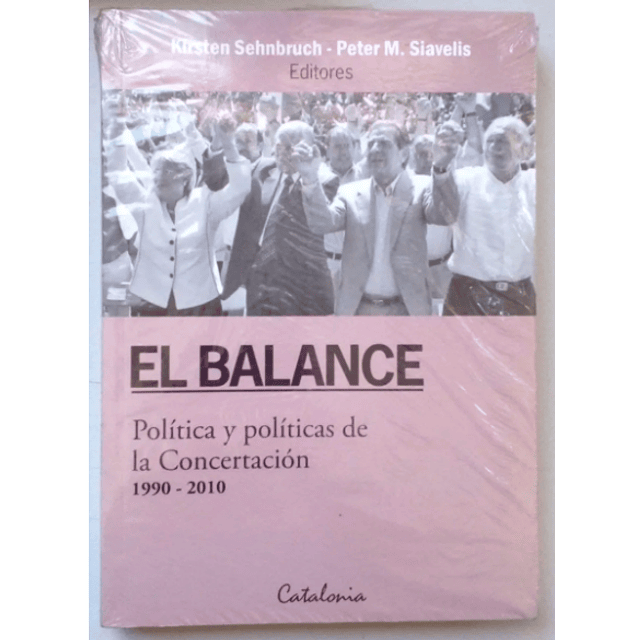 Kirsten Sehnbruch - Peter M. Siavelis
Editores
EL BALANCE
Política y políticas de
la Concertación
1990 - 2010
Catalonia